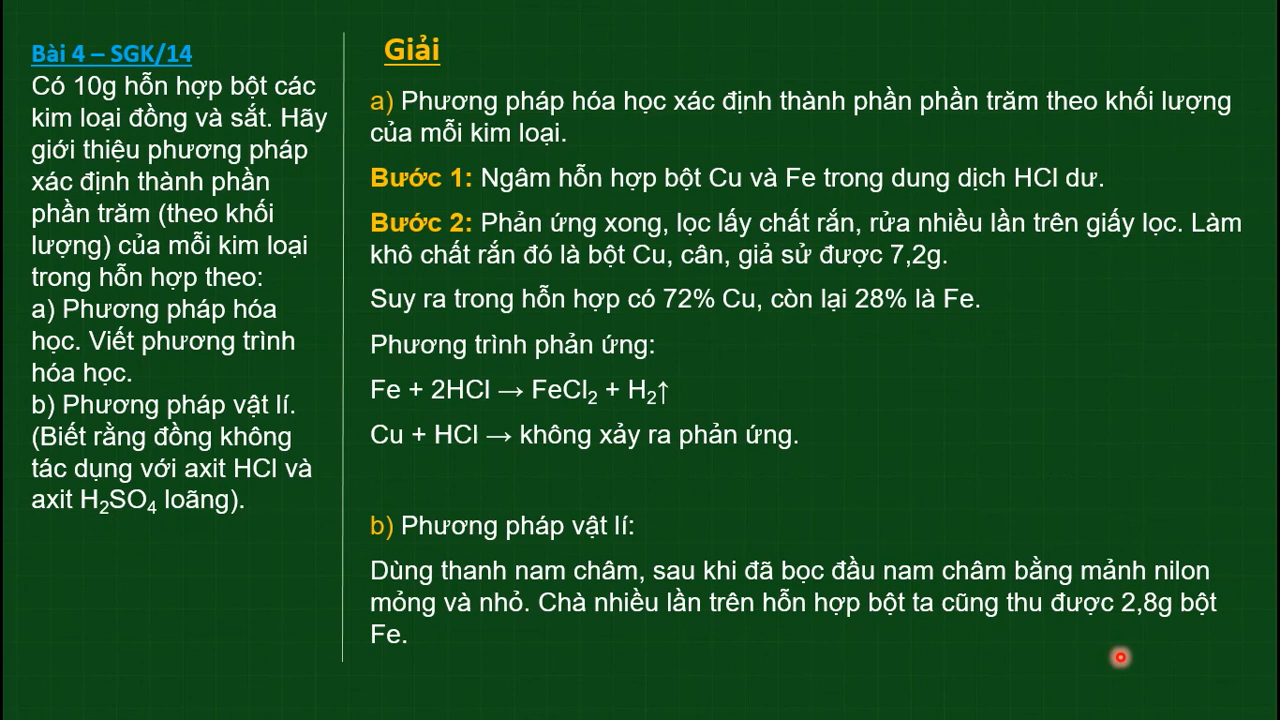 Bài 4 – SGK/14
Có 10g hỗn hợp bột các
kim loại đồng và sắt. Hãy
giới thiệu phương pháp
xác định thành phần
phần trăm (theo khối
lượng) của mỗi kim loại
trong hỗn hợp theo:
a) Phương pháp hóa
học. Viết phương trình
hóa học.
b) Phương pháp vật lí.
(Biết rằng đồng không
tác dụng với axit HCl và
axit H₂SO₄ loãng).
Giải
a) Phương pháp hóa học xác định thành phần phần trăm theo khối lượng
của mỗi kim loại.
Bước 1: Ngâm hỗn hợp bột Cu và Fe trong dung dịch HCl dư.
Bước 2: Phản ứng xong, lọc lấy chất rắn, rửa nhiều lần trên giấy lọc. Làm
khô chất rắn đó là bột Cu, cân, giả sử được 7,2g.
Suy ra trong hỗn hợp có 72% Cu, còn lại 28% là Fe.
Phương trình phản ứng:
Fe + 2HCl → FeCl₂ + H₂↑
Cu + HCl → không xảy ra phản ứng.
b) Phương pháp vật lí:
Dùng thanh nam châm, sau khi đã bọc đầu nam châm bằng mảnh nilon
mỏng và nhỏ. Chà nhiều lần trên hỗn hợp bột ta cũng thu được 2,8g bột
Fe.